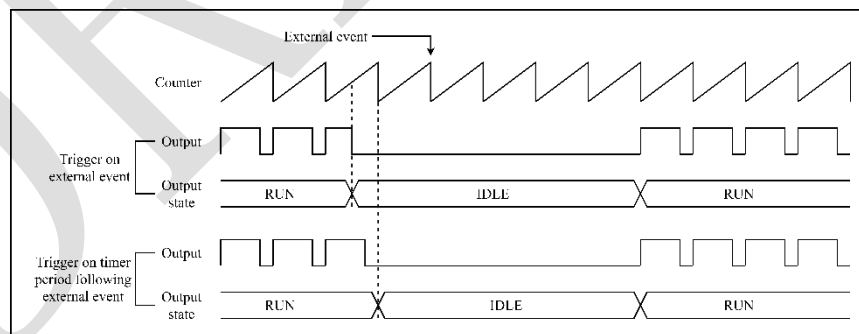 External event
Counter
Trigger on
external event
Output
Output
state
RUN
IDLE
RUN
Trigger on timer
period following
external event
Output
Output
state
RUN
IDLE
RUN